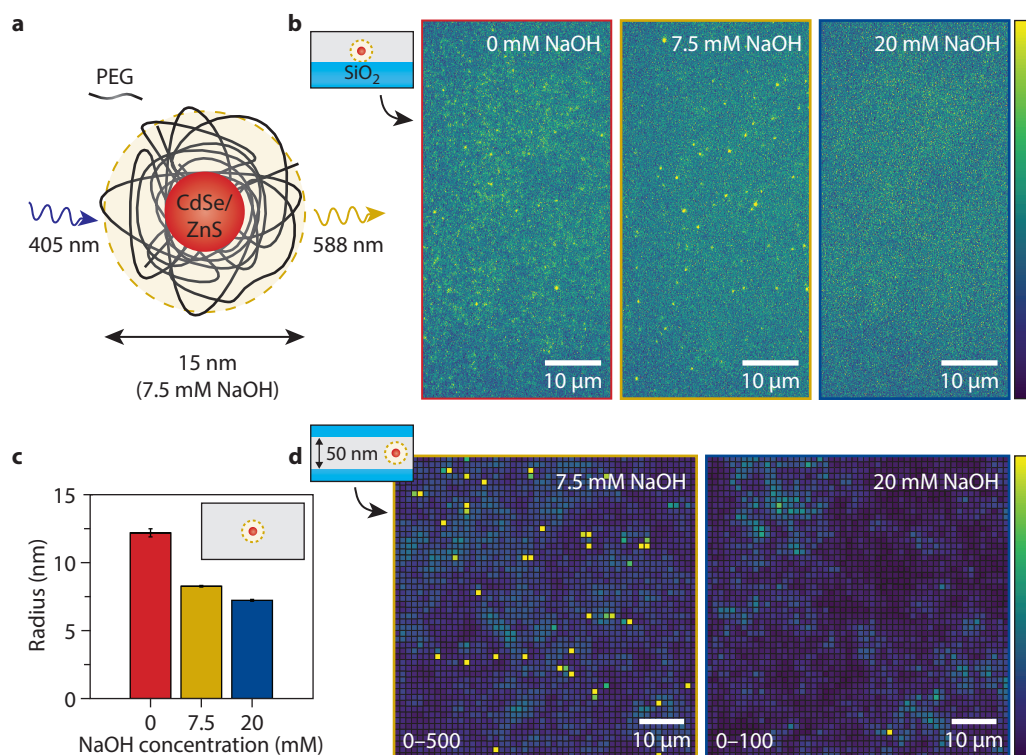 a
PEG
CdSe/
ZnS
405 nm
588 nm
15 nm
(7.5 mM NaOH)
b
SiO2
0 mM NaOH
10 μm
7.5 mM NaOH
10 μm
20 mM NaOH
10 μm
c
15
10
5
0
Radius (nm)
0
7.5
20
NaOH concentration (mM)
50 nm
d
7.5 mM NaOH
0–500
10 μm
20 mM NaOH
0–100
10 μm